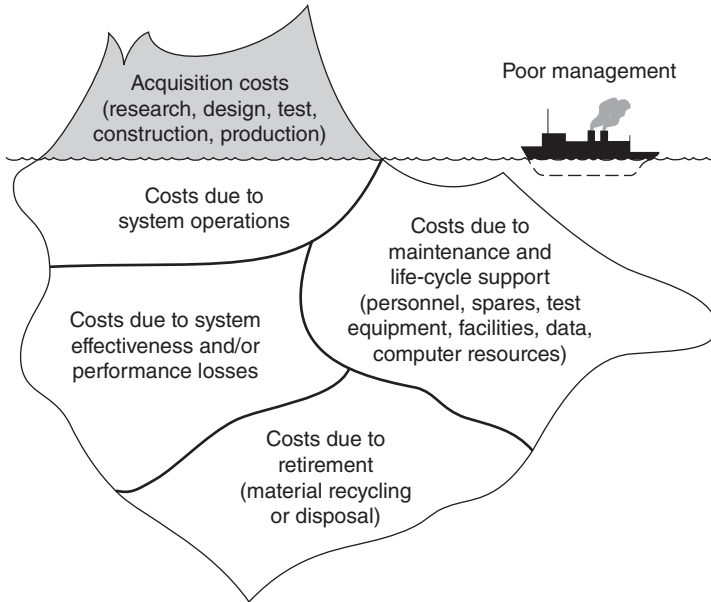 Acquisition costs
(research, design, test,
construction, production)
Poor management
Costs due to
system operations
Costs due to
maintenance and
life-cycle support
(personnel, spares, test
equipment, facilities, data,
computer resources)
Costs due to system
effectiveness and/or
performance losses
Costs due to
retirement
(material recycling
or disposal)